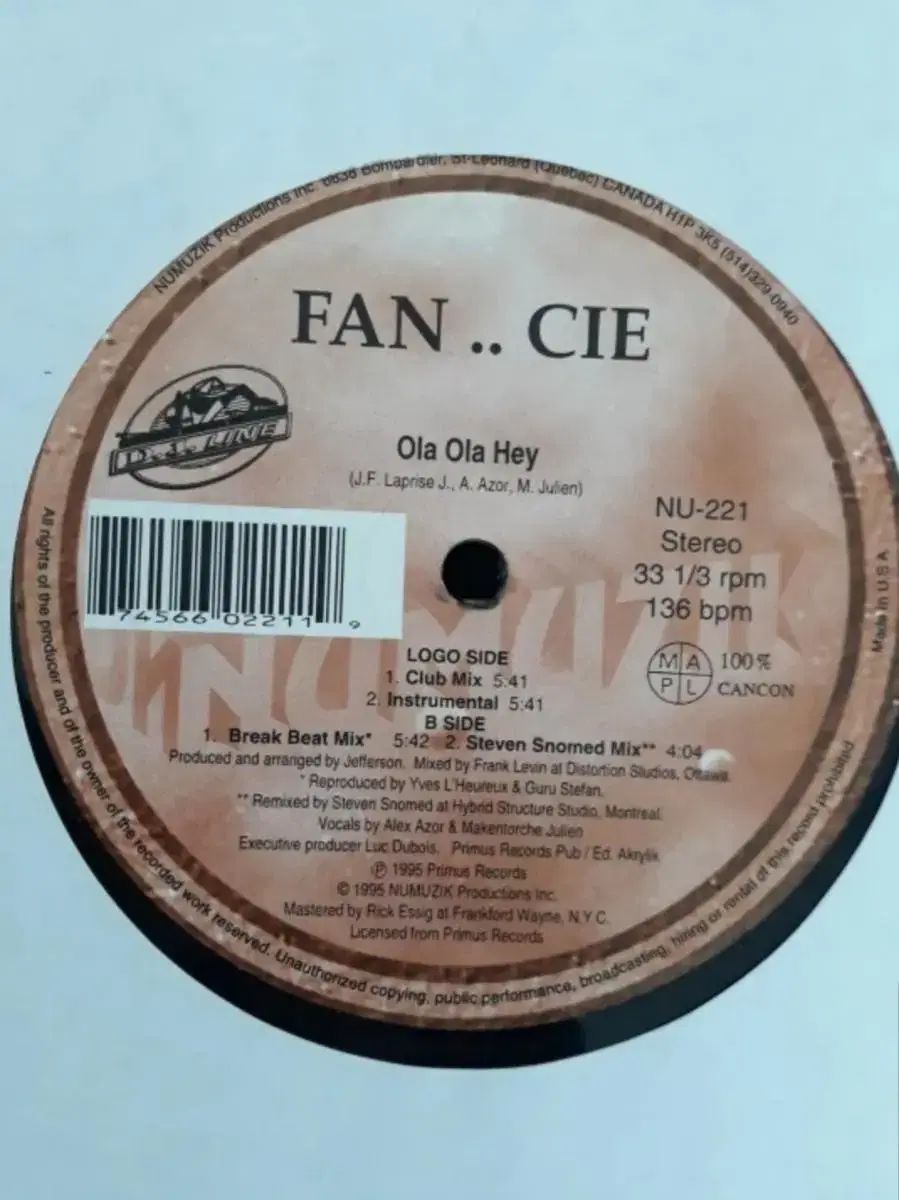 NUMUZIK Productions Inc. 6838 Bombardier, St-Leonard (Quebec) CANADA H1P 3K5 (514)329-0940
FAN .. CIE
D.J. LINE
Ola Ola Hey
(J.F. Laprise J., A. Azor, M. Julien)
NU-221
Stereo
33 1/3 rpm
136 bpm
74566 02211 9
NUMUZIK
M A P L 100% CANCON
LOGO SIDE
1. Club Mix 5:41
2. Instrumental 5:41
B SIDE
1. Break Beat Mix* 5:42 2. Steven Snomed Mix** 4:04
Produced and arranged by Jefferson. Mixed by Frank Levin at Distortion Studios, Ottawa.
* Reproduced by Yves L'Heureux & Guru Stefan.
** Remixed by Steven Snomed at Hybrid Structure Studio, Montreal.
Vocals by Alex Azor & Makentorche Julien
Executive producer Luc Dubois. Primus Records Pub / Ed. Akrylik
℗ 1995 Primus Records
© 1995 NUMUZIK Productions Inc.
Mastered by Rick Essig at Frankford Wayne, N.Y.C.
Licensed from Primus Records
All rights of the producer and of the owner of the recorded work reserved. Unauthorized copying, public performance, broadcasting, hiring or rental of this record prohibited
Made in U.S.A.